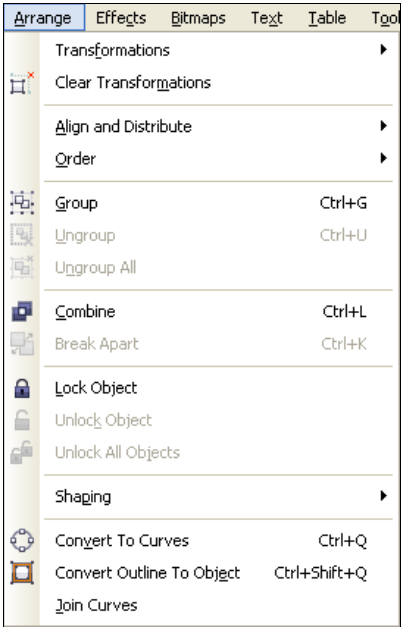 Arrange Effects Bitmaps Text Table Tool
Transformations
Clear Transformations
Align and Distribute
Order
Group Ctrl+G
Ungroup Ctrl+U
Ungroup All
Combine Ctrl+L
Break Apart Ctrl+K
Lock Object
Unlock Object
Unlock All Objects
Shaping
Convert To Curves Ctrl+Q
Convert Outline To Object Ctrl+Shift+Q
Join Curves